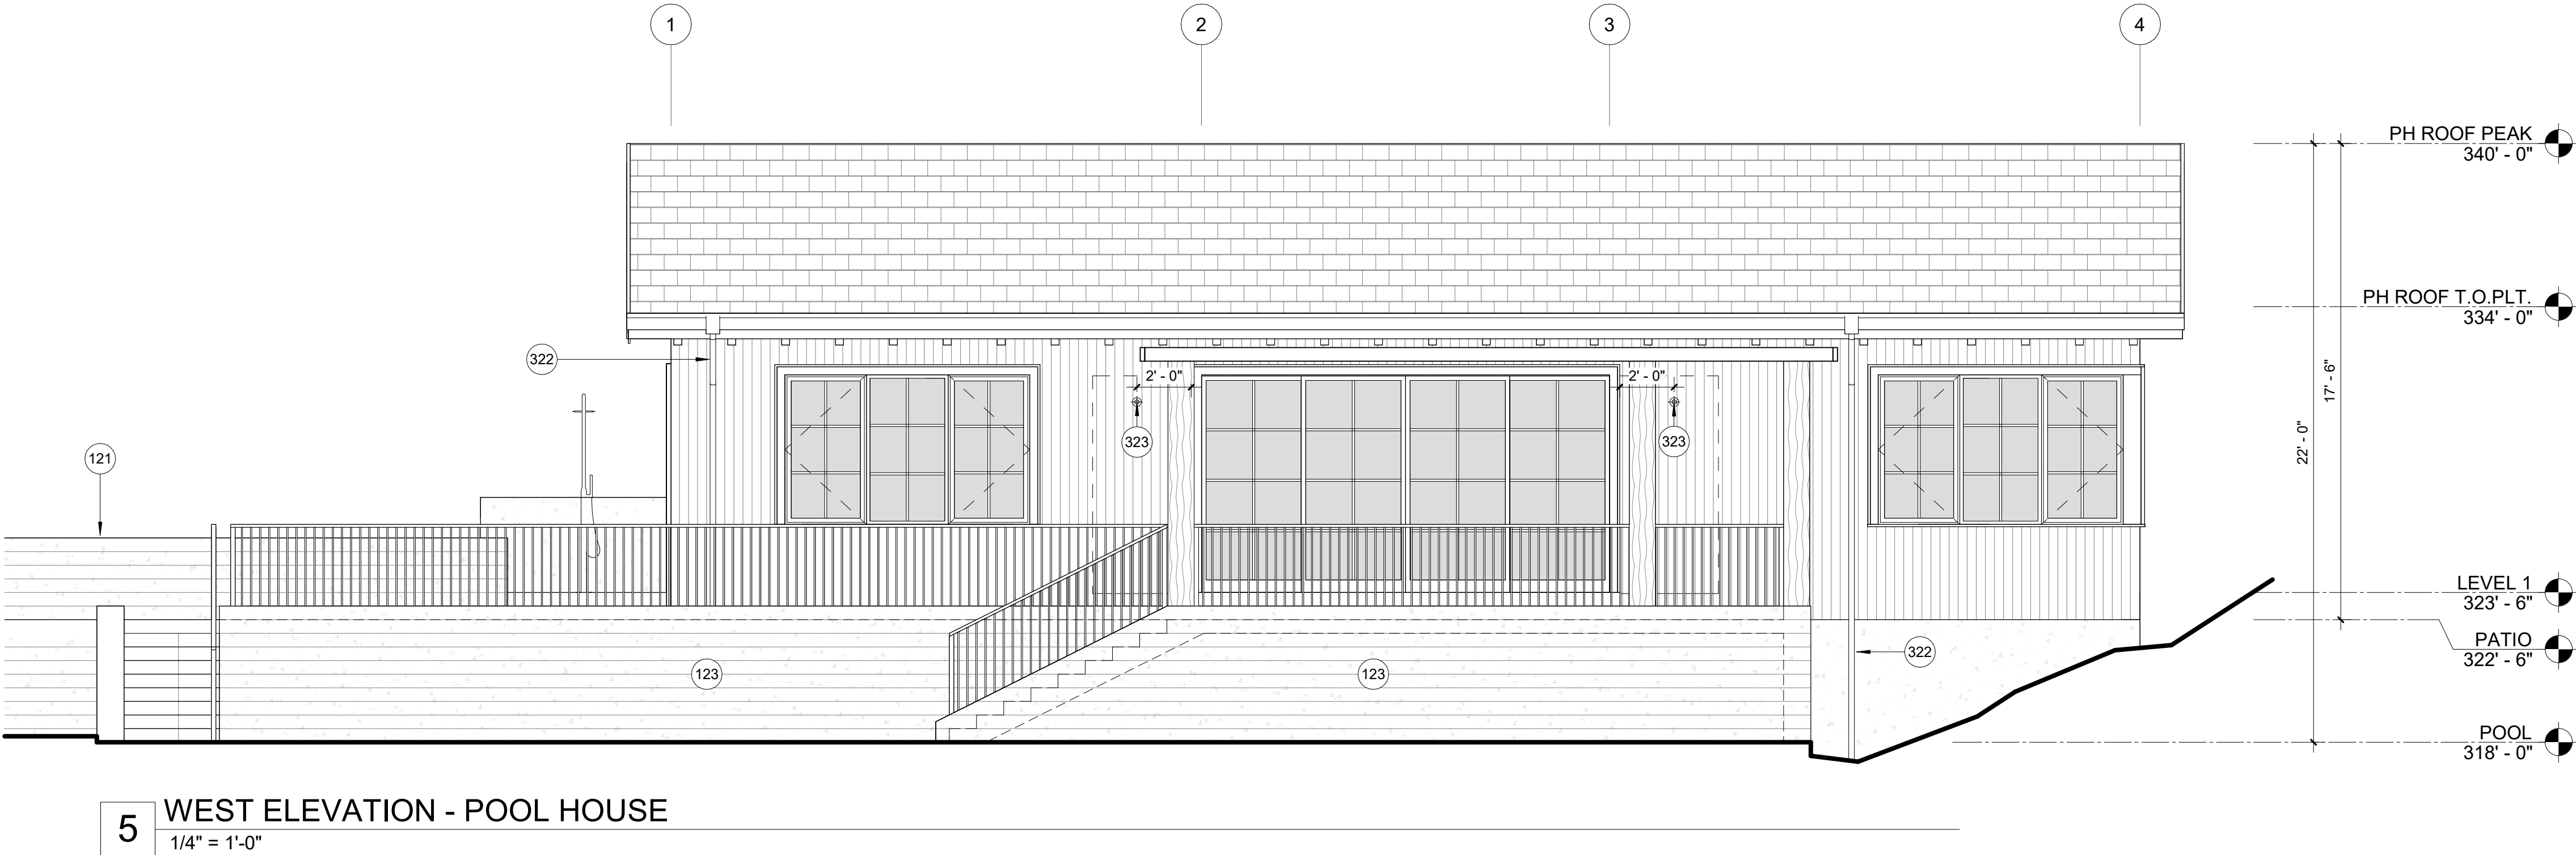 1
2
3
4
PH ROOF PEAK
340' - 0"
PH ROOF T.O.PLT.
334' - 0"
17' - 6"
22' - 0"
322
2' - 0"
2' - 0"
323
323
121
LEVEL 1
323' - 6"
PATIO
322' - 6"
322
123
123
POOL
318' - 0"
5
WEST ELEVATION - POOL HOUSE
1/4" = 1'-0"